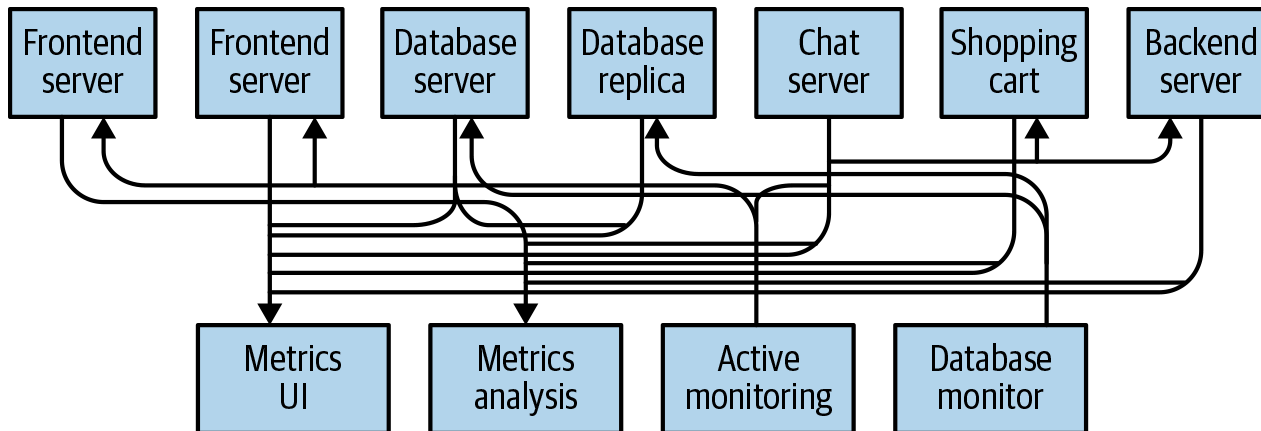 Frontend
server
Frontend
server
Database
server
Database
replica
Chat
server
Shopping
cart
Backend
server
Metrics
UI
Metrics
analysis
Active
monitoring
Database
monitor